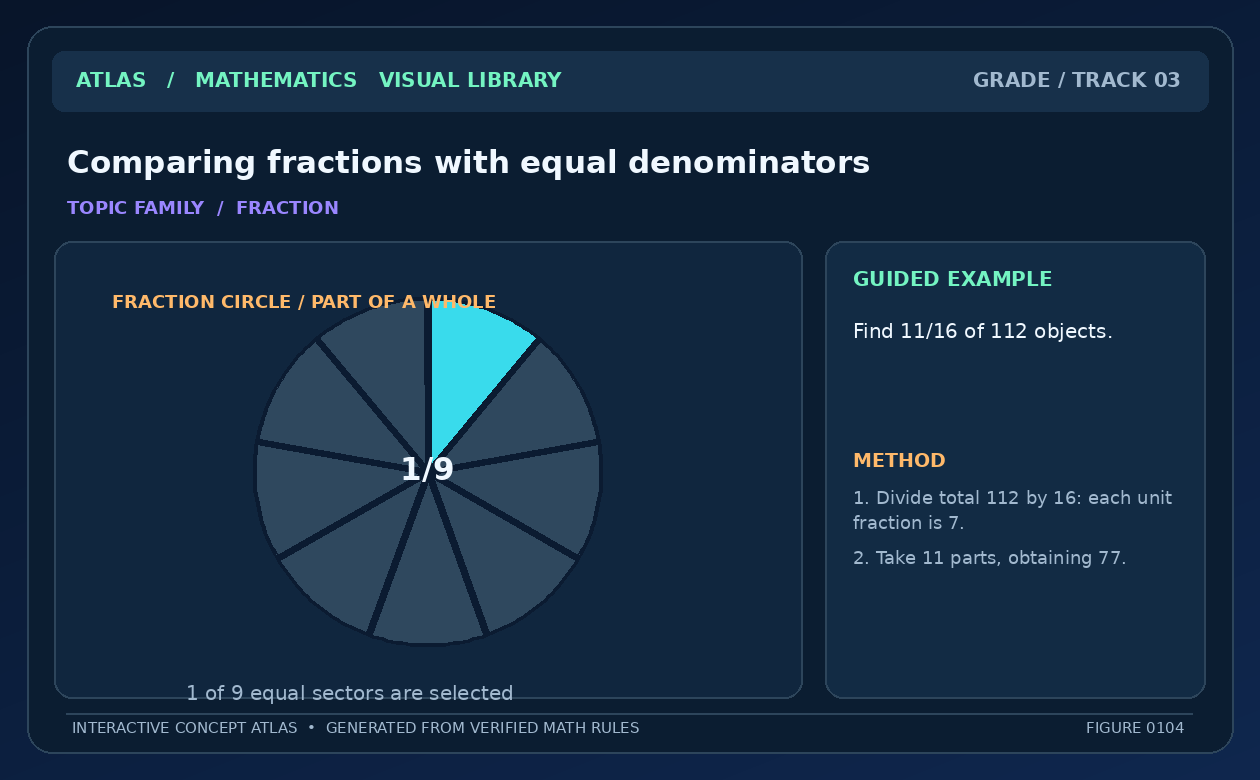 ATLAS / MATHEMATICS VISUAL LIBRARY
GRADE / TRACK 03
Comparing fractions with equal denominators
TOPIC FAMILY / FRACTION
FRACTION CIRCLE / PART OF A WHOLE
1/9
1 of 9 equal sectors are selected
GUIDED EXAMPLE
Find 11/16 of 112 objects.
METHOD
1. Divide total 112 by 16: each unit
fraction is 7.
2. Take 11 parts, obtaining 77.
INTERACTIVE CONCEPT ATLAS • GENERATED FROM VERIFIED MATH RULES
FIGURE 0104